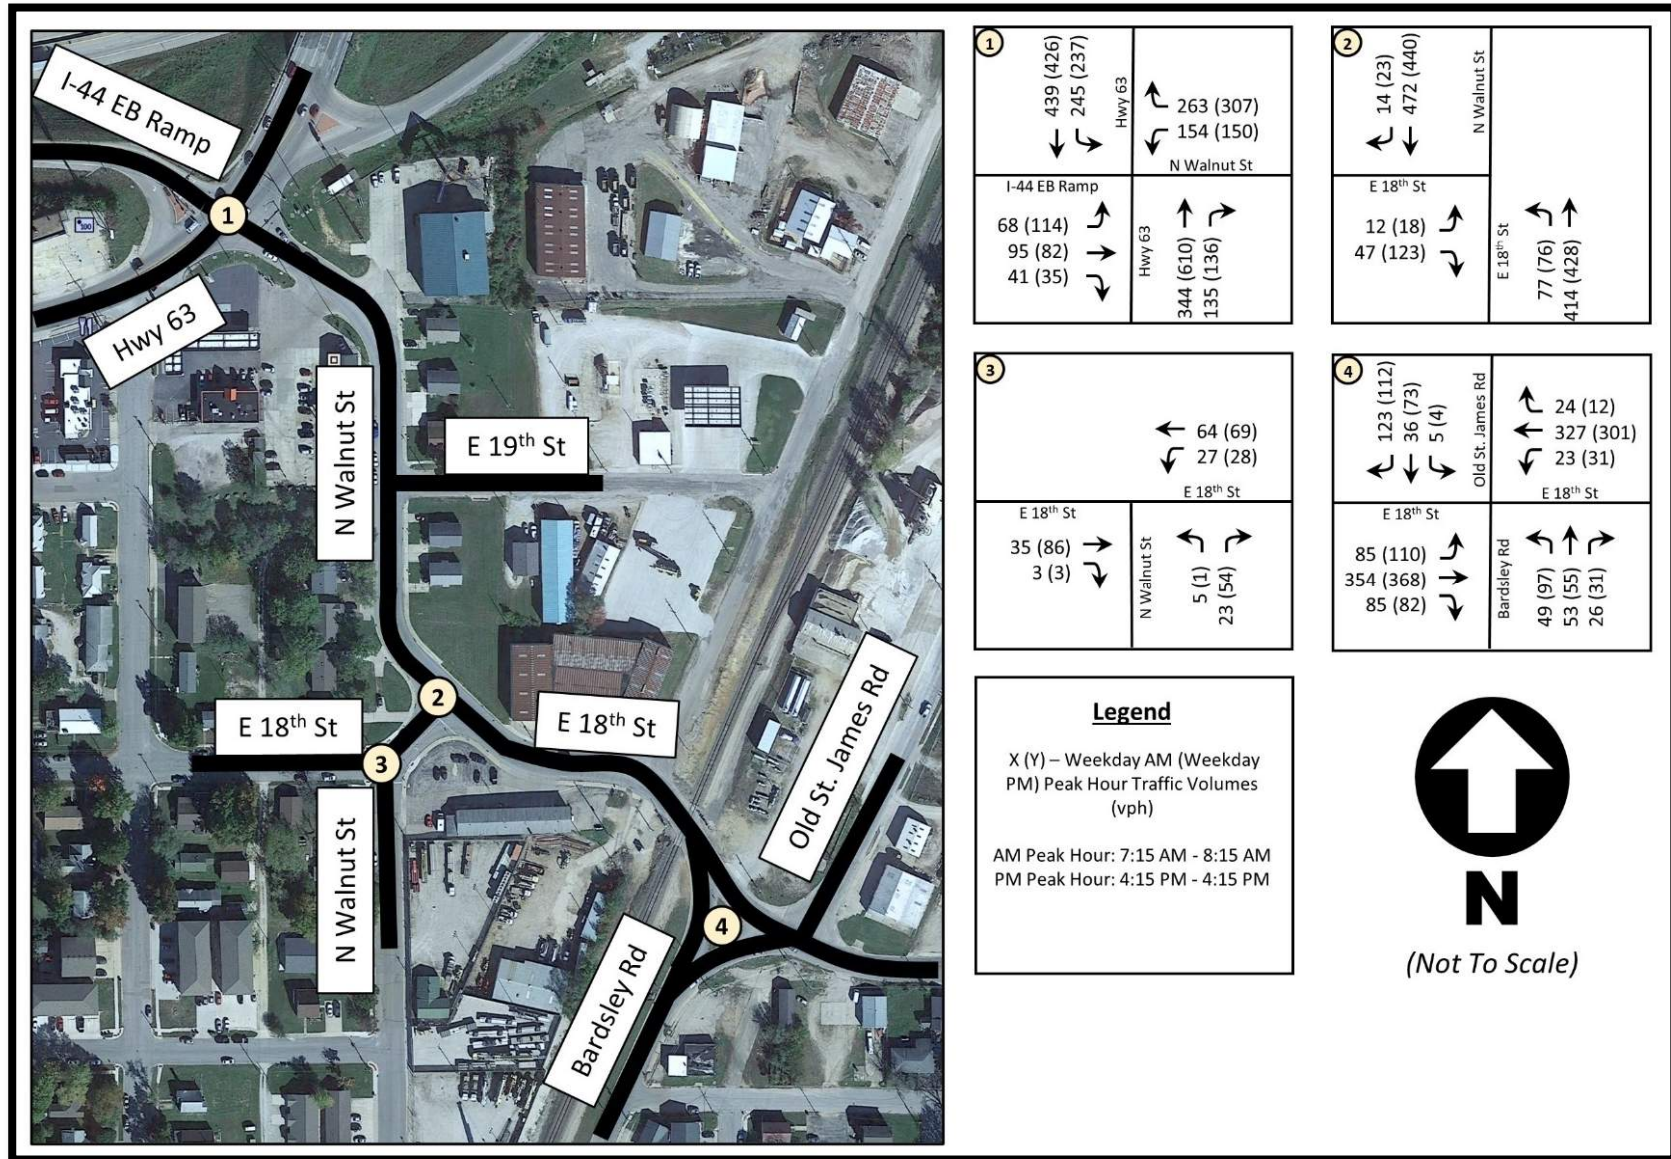 I-44 EB Ramp
1
Hwy 63
N Walnut St
E 19th St
2
E 18th St
E 18th St
3
N Walnut St
Old St. James Rd
4
Bardsley Rd
1
439 (426)
245 (237)
Hwy 63
263 (307)
154 (150)
N Walnut St
I-44 EB Ramp
68 (114)
95 (82)
41 (35)
Hwy 63
344 (610)
135 (136)
2
14 (23)
472 (440)
N Walnut St
E 18th St
12 (18)
47 (123)
E 18th St
77 (76)
414 (428)
3
64 (69)
27 (28)
E 18th St
E 18th St
35 (86)
3 (3)
N Walnut St
5 (1)
23 (54)
4
123 (112)
36 (73)
5 (4)
Old St. James Rd
24 (12)
327 (301)
23 (31)
E 18th St
E 18th St
85 (110)
354 (368)
85 (82)
Bardsley Rd
49 (97)
53 (55)
26 (31)
Legend
X (Y) – Weekday AM (Weekday
PM) Peak Hour Traffic Volumes
(vph)
AM Peak Hour: 7:15 AM - 8:15 AM
PM Peak Hour: 4:15 PM - 4:15 PM
N
(Not To Scale)